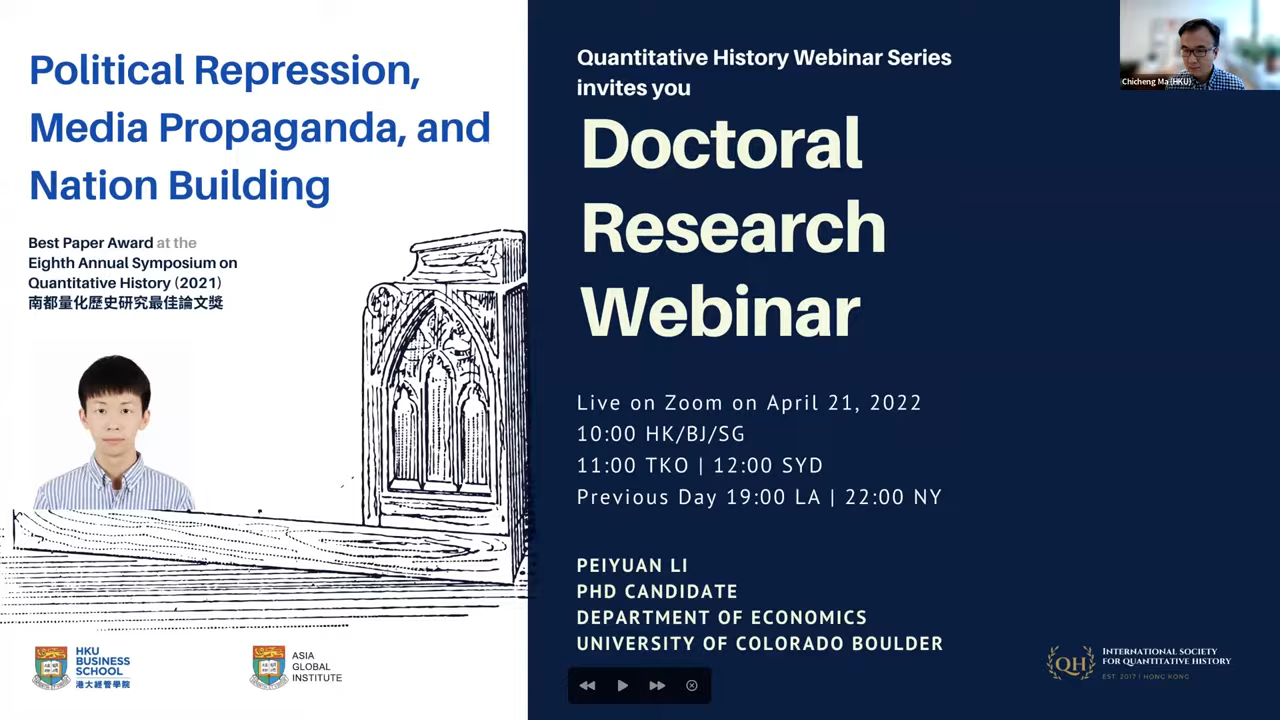 Political Repression,
Media Propaganda, and
Nation Building
Best Paper Award at the
Eighth Annual Symposium on
Quantitative History (2021)
南都量化歷史研究最佳論文獎
HKU
BUSINESS
SCHOOL
港大經管學院
ASIA
GLOBAL
INSTITUTE
Quantitative History Webinar Series
invites you
Doctoral
Research
Webinar
Live on Zoom on April 21, 2022
10:00 HK/BJ/SG
11:00 TKO | 12:00 SYD
Previous Day 19:00 LA | 22:00 NY
PEIYUAN LI
PHD CANDIDATE
DEPARTMENT OF ECONOMICS
UNIVERSITY OF COLORADO BOULDER
Chicheng Ma (HKU)
QH
INTERNATIONAL SOCIETY
FOR QUANTITATIVE HISTORY
EST. 2017 | HONG KONG